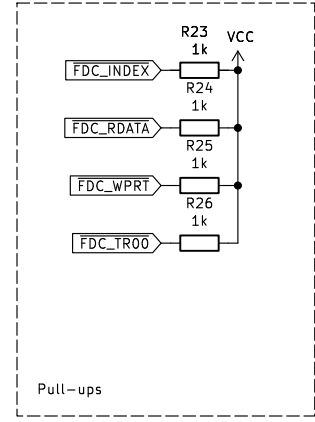 R23
1k
VCC
FDC_INDEX
R24
1k
FDC_RDATA
R25
1k
FDC_WPRT
R26
1k
FDC_TR00
Pull-ups